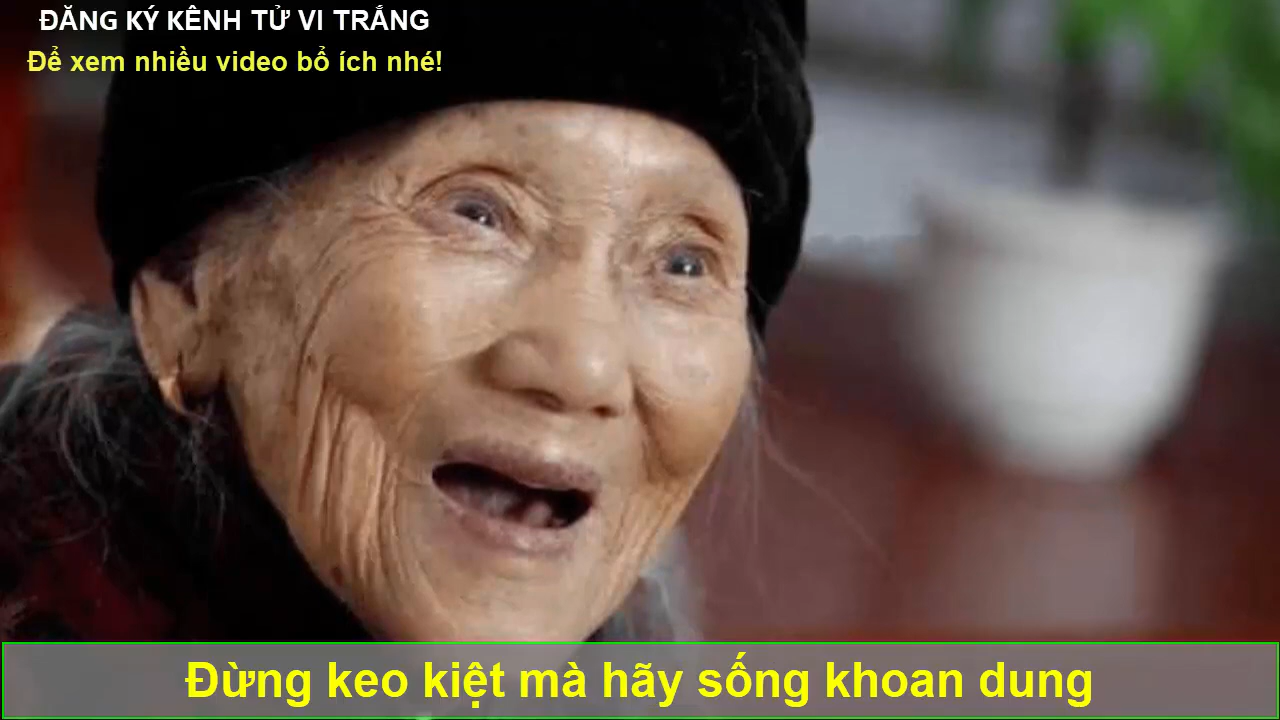 ĐĂNG KÝ KÊNH TỬ VI TRẮNG
Để xem nhiều video bổ ích nhé!
Đừng keo kiệt mà hãy sống khoan dung